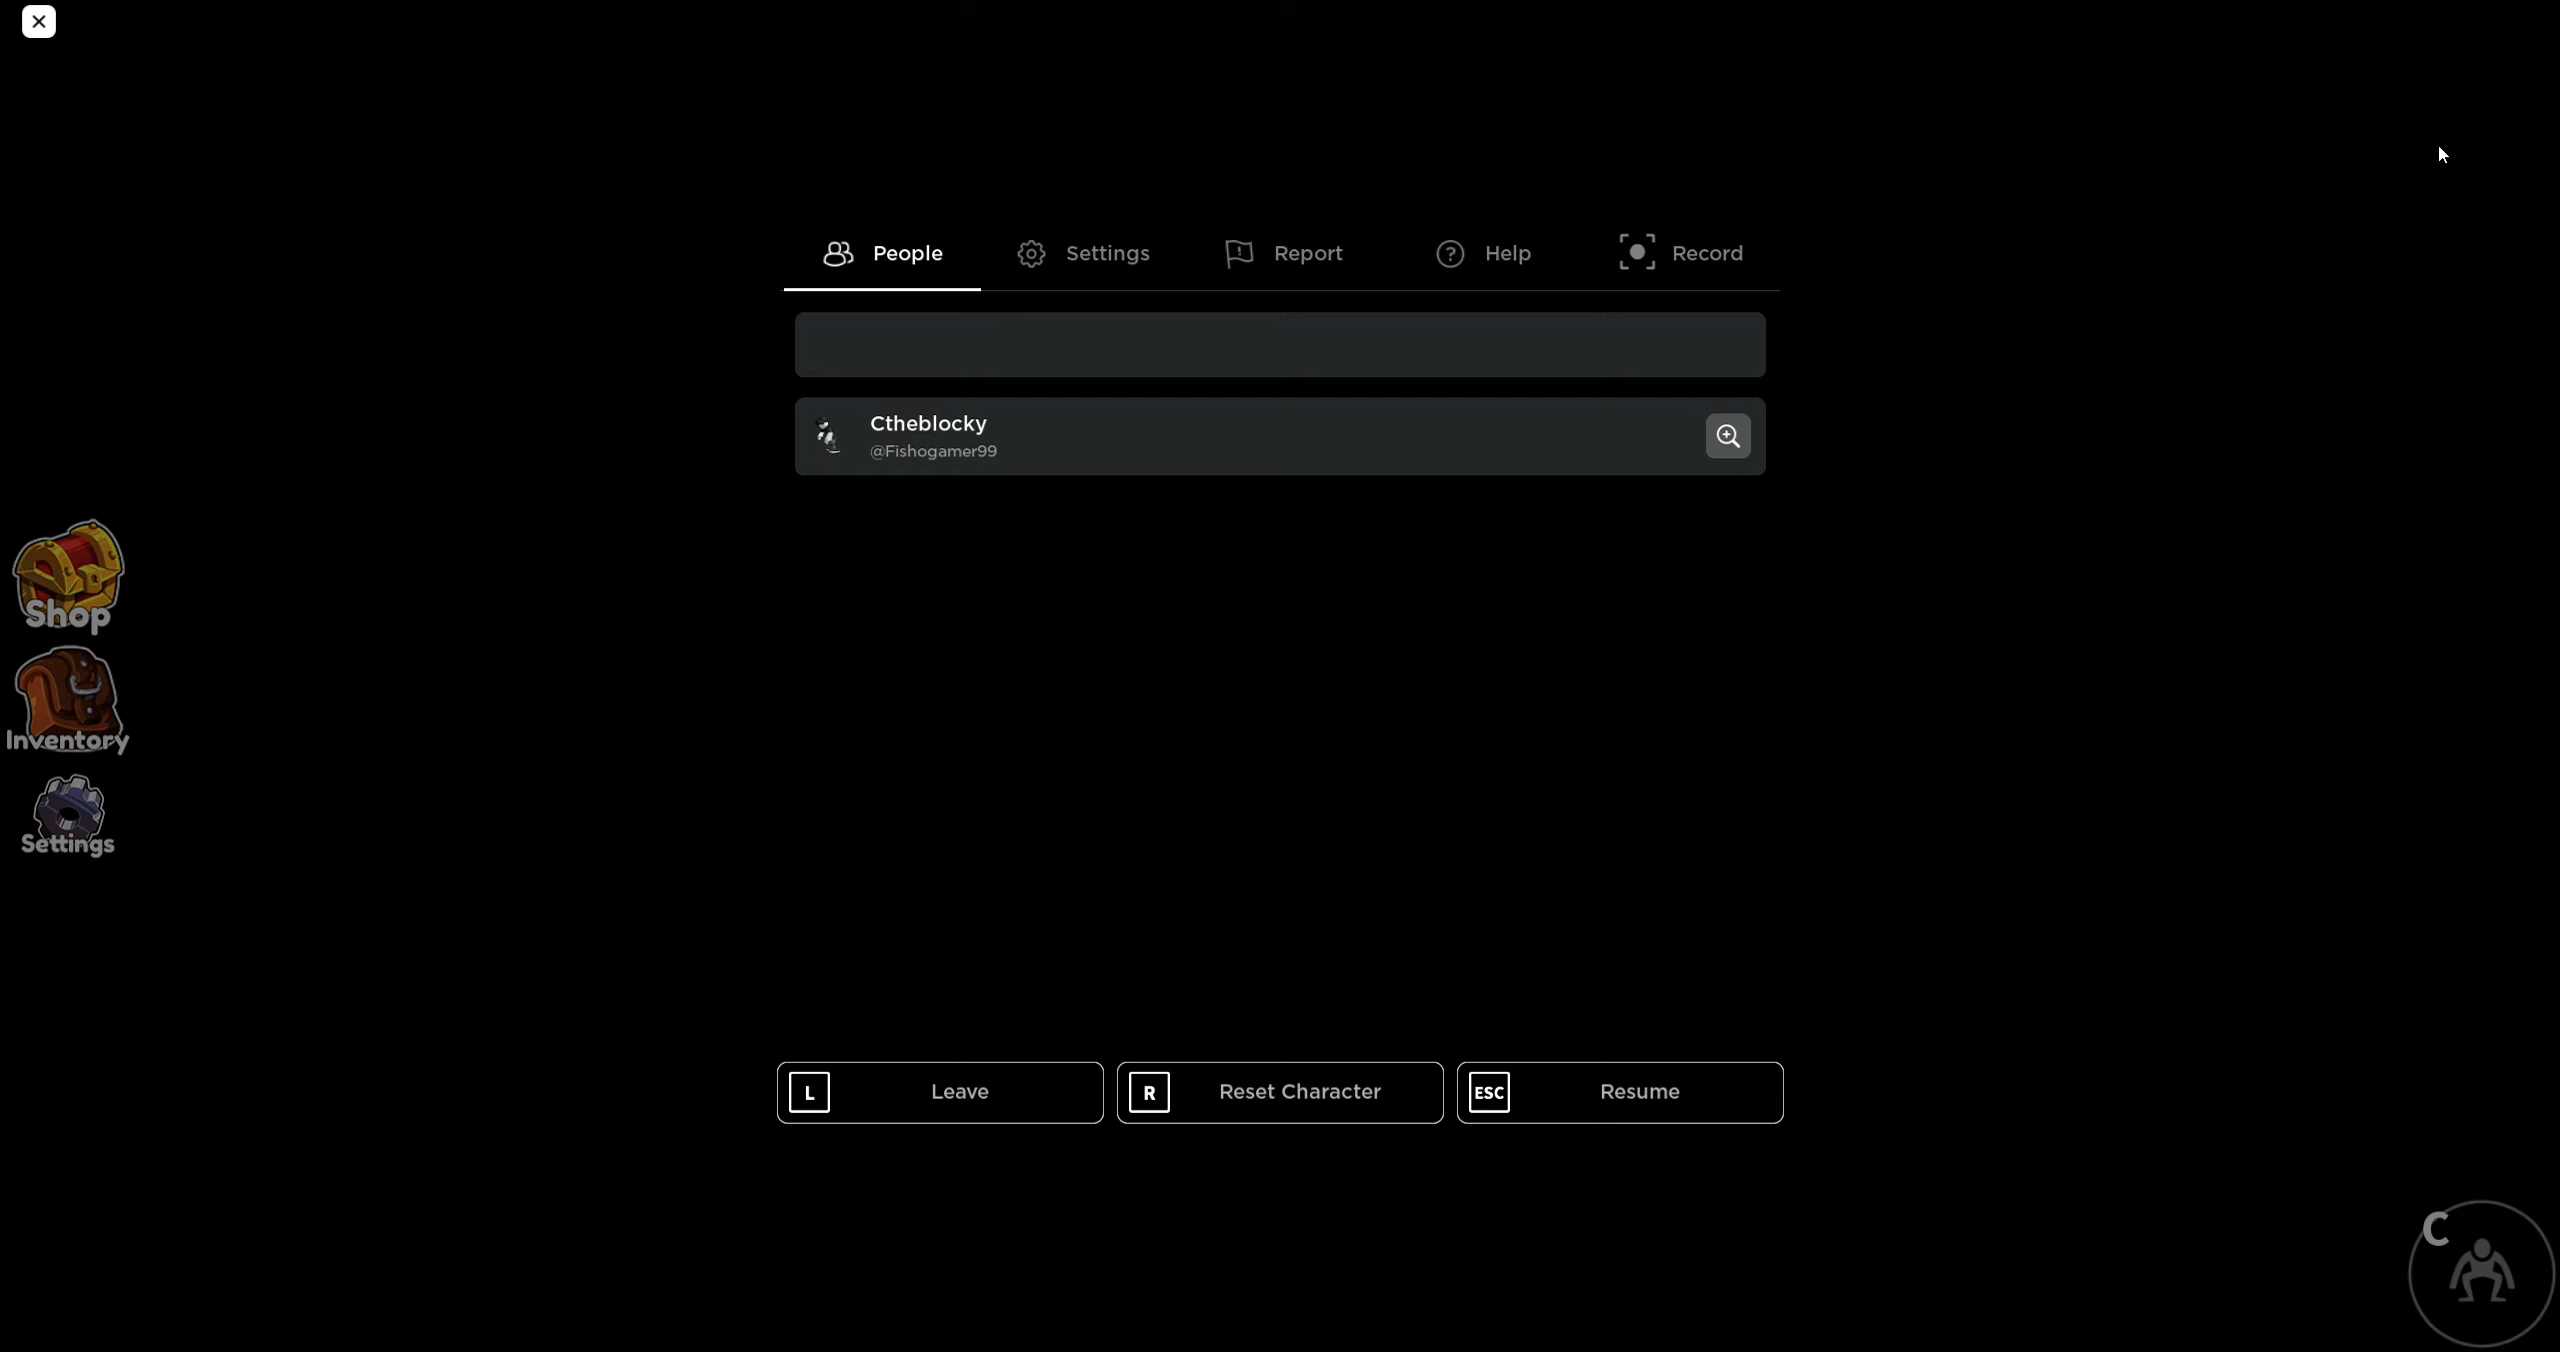 People
Settings
Report
Help
Record
Ctheblocky
@Fishogamer99
Shop
Inventory
Settings
L
Leave
R
Reset Character
ESC
Resume
C